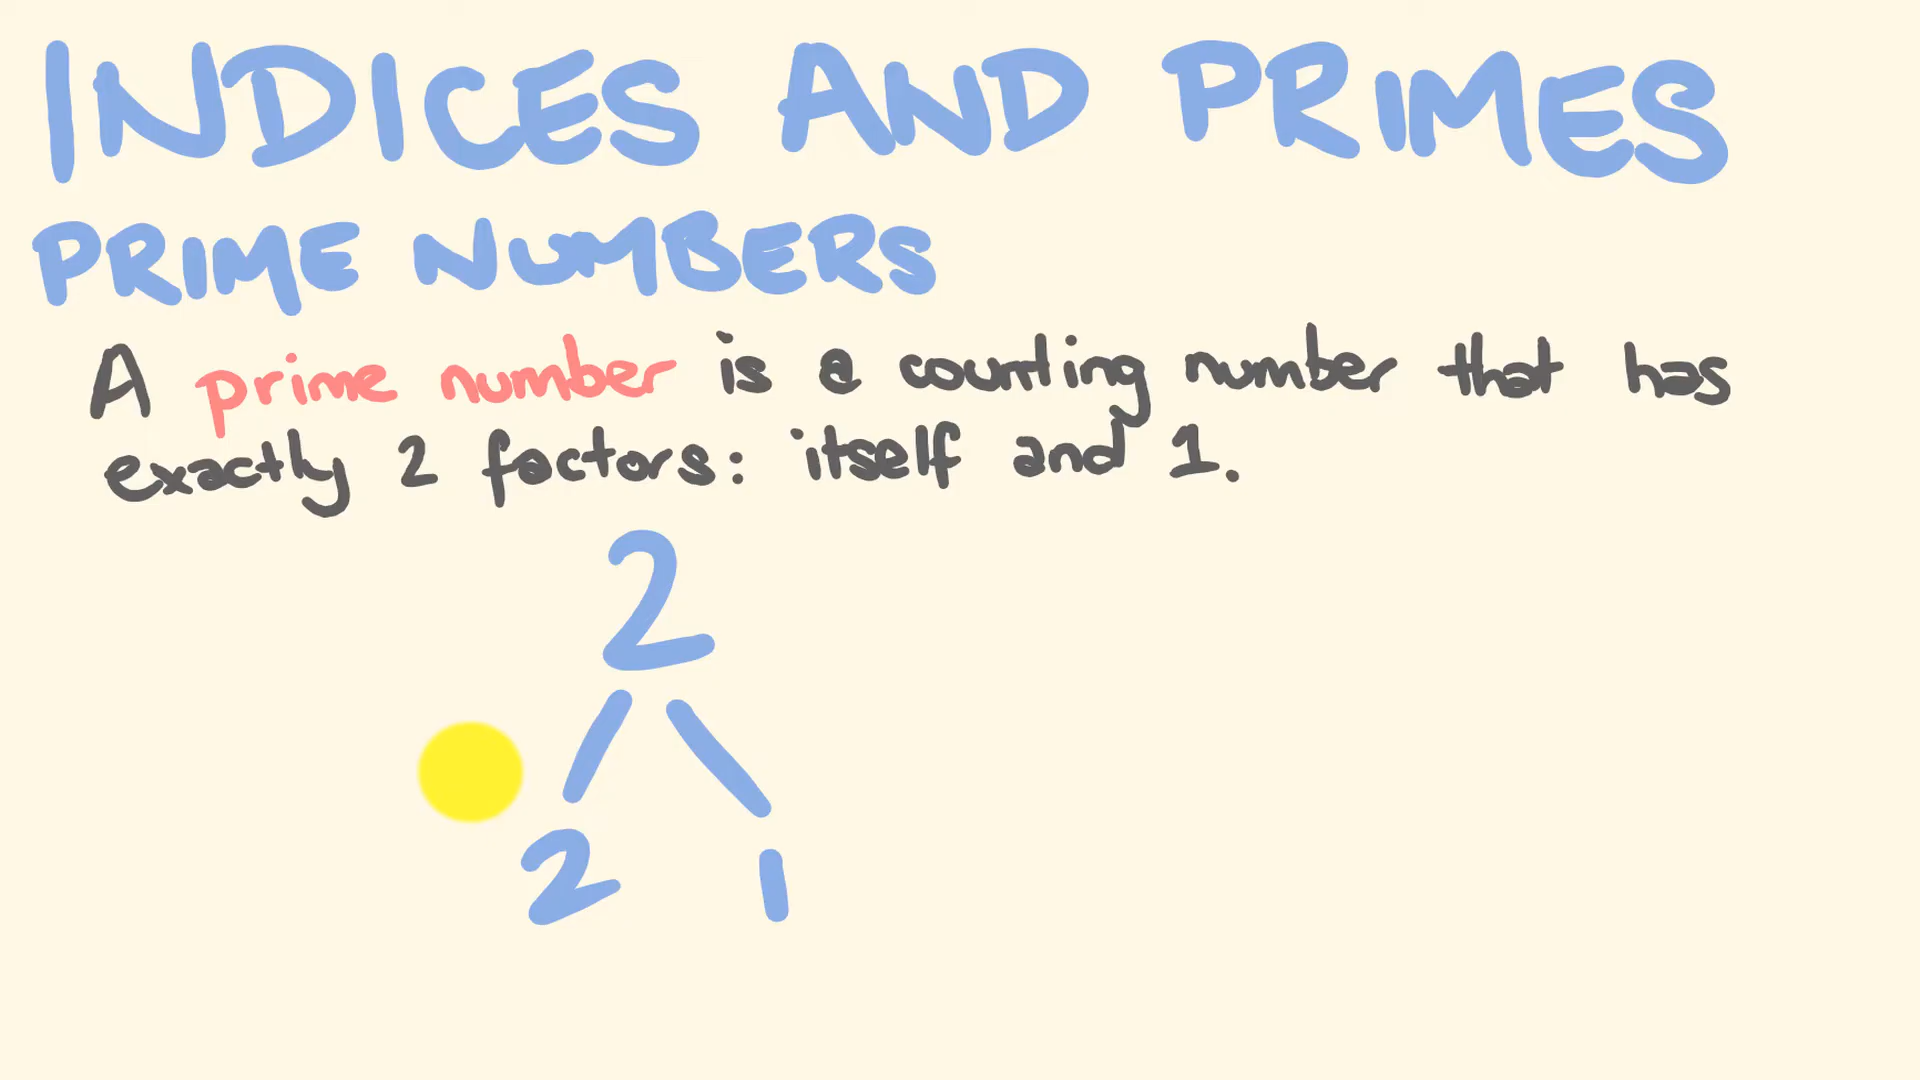 INDICES AND PRIMES
PRIME NUMBERS
A prime number is a counting number that has
exactly 2 factors: itself and 1.
2
2 1